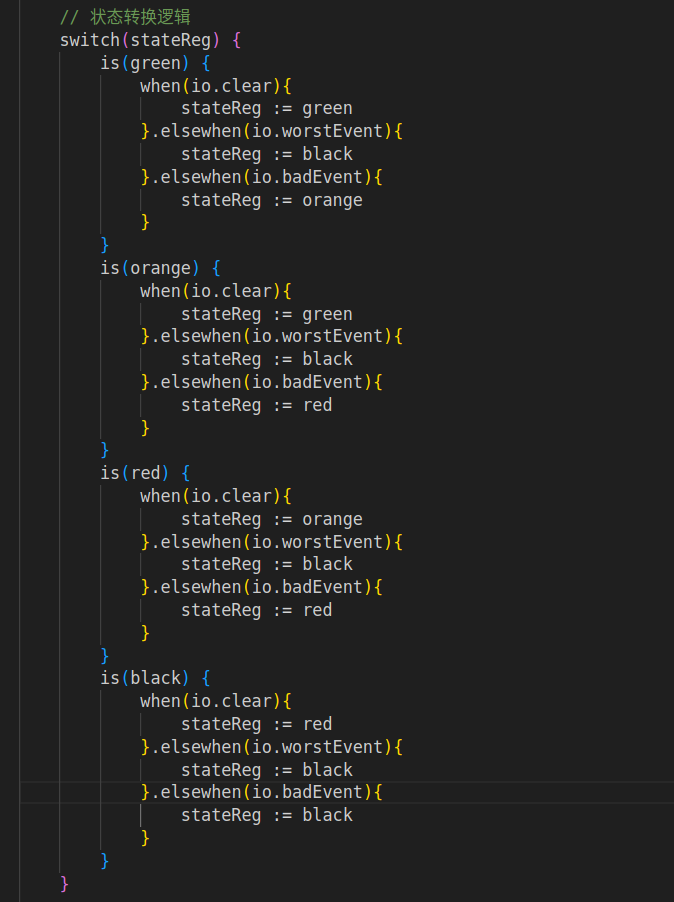 // 状态转换逻辑
switch(stateReg) {
    is(green) {
        when(io.clear){
            stateReg := green
        }.elsewhen(io.worstEvent){
            stateReg := black
        }.elsewhen(io.badEvent){
            stateReg := orange
        }
    }
    is(orange) {
        when(io.clear){
            stateReg := green
        }.elsewhen(io.worstEvent){
            stateReg := black
        }.elsewhen(io.badEvent){
            stateReg := red
        }
    }
    is(red) {
        when(io.clear){
            stateReg := orange
        }.elsewhen(io.worstEvent){
            stateReg := black
        }.elsewhen(io.badEvent){
            stateReg := red
        }
    }
    is(black) {
        when(io.clear){
            stateReg := red
        }.elsewhen(io.worstEvent){
            stateReg := black
        }.elsewhen(io.badEvent){
            stateReg := black
        }
    }
}